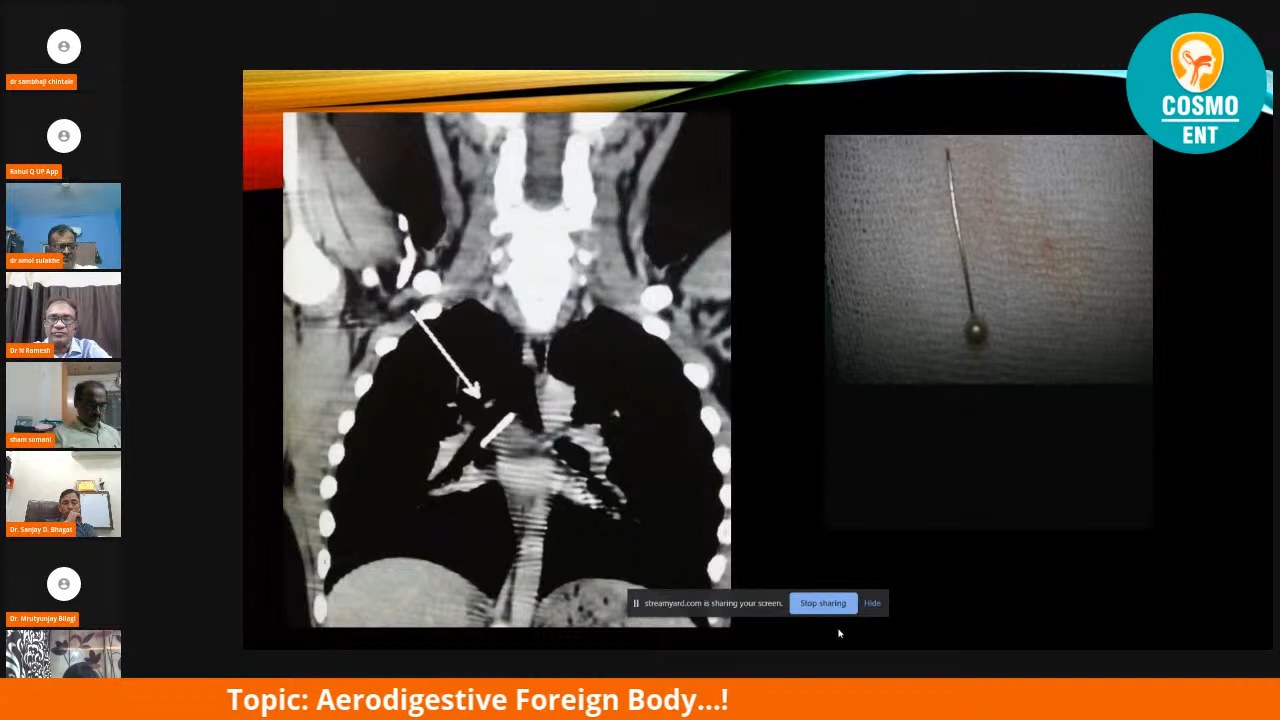 dr sambhaji chintale
Rahul Q UP App
dr amol sulakhe
Dr N Ramesh
sham somani
Dr. Sanjay D. Bhagat
Dr. Mrutyunjay Bilagi
COSMO
ENT
streamyard.com is sharing your screen.
Stop sharing
Hide
Topic: Aerodigestive Foreign Body...!